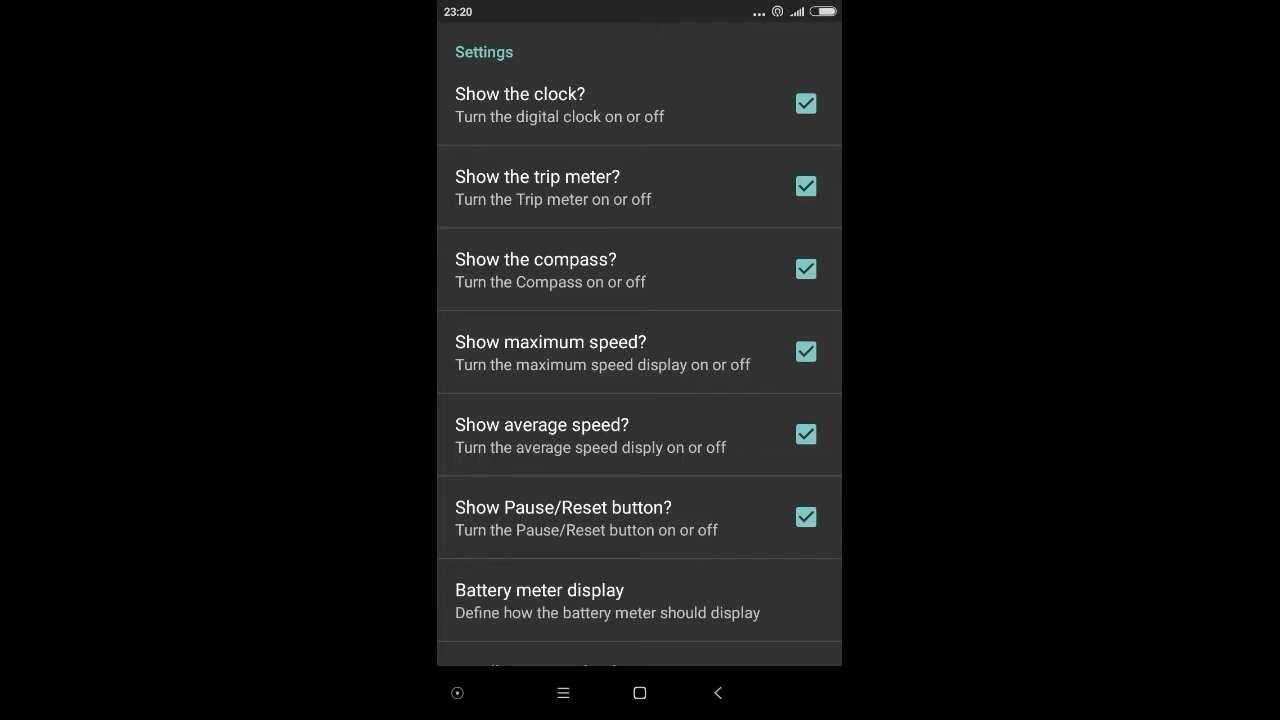 23:20
Settings
Show the clock?
Turn the digital clock on or off
Show the trip meter?
Turn the Trip meter on or off
Show the compass?
Turn the Compass on or off
Show maximum speed?
Turn the maximum speed display on or off
Show average speed?
Turn the average speed disply on or off
Show Pause/Reset button?
Turn the Pause/Reset button on or off
Battery meter display
Define how the battery meter should display